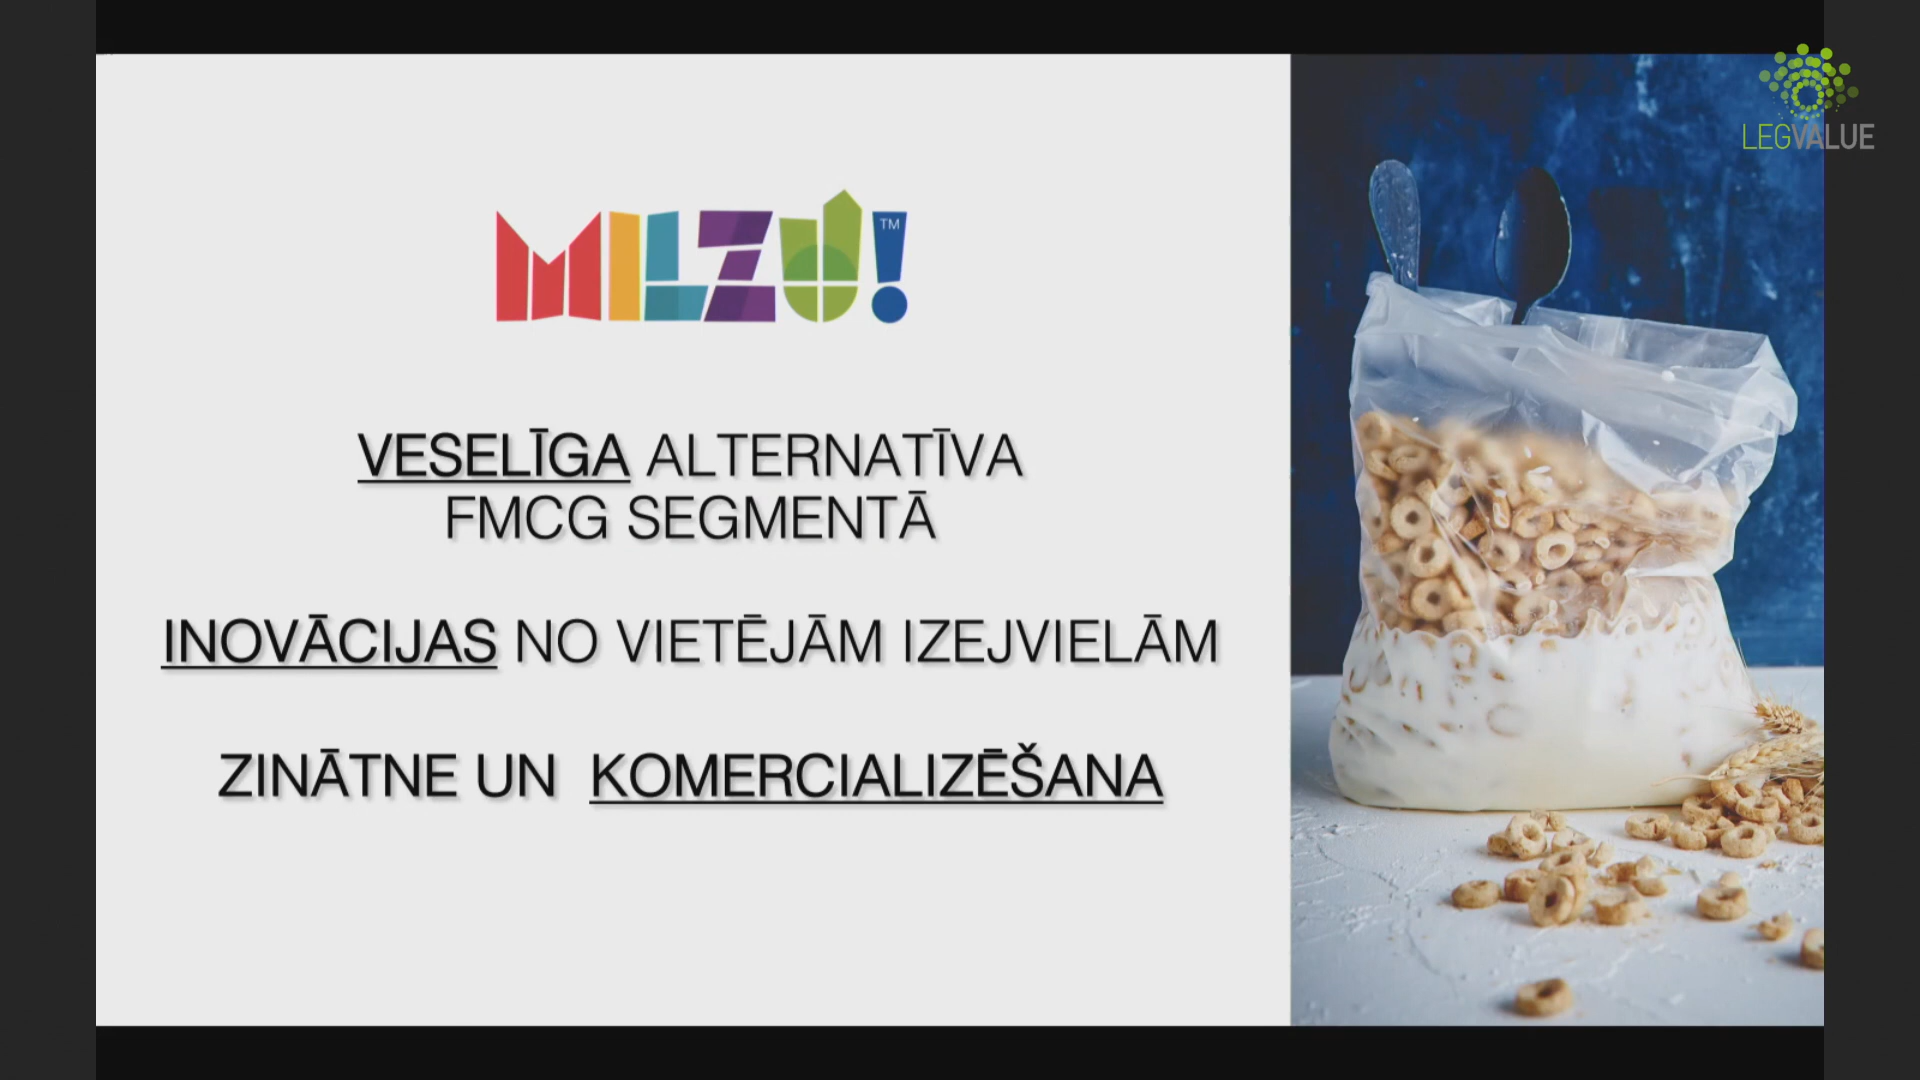 MILZU!™
LEGVALUE
VESELĪGA ALTERNATĪVA
FMCG SEGMENTĀ
INOVĀCIJAS NO VIETĒJĀM IZEJVIELĀM
ZINĀTNE UN KOMERCIALIZĒŠANA